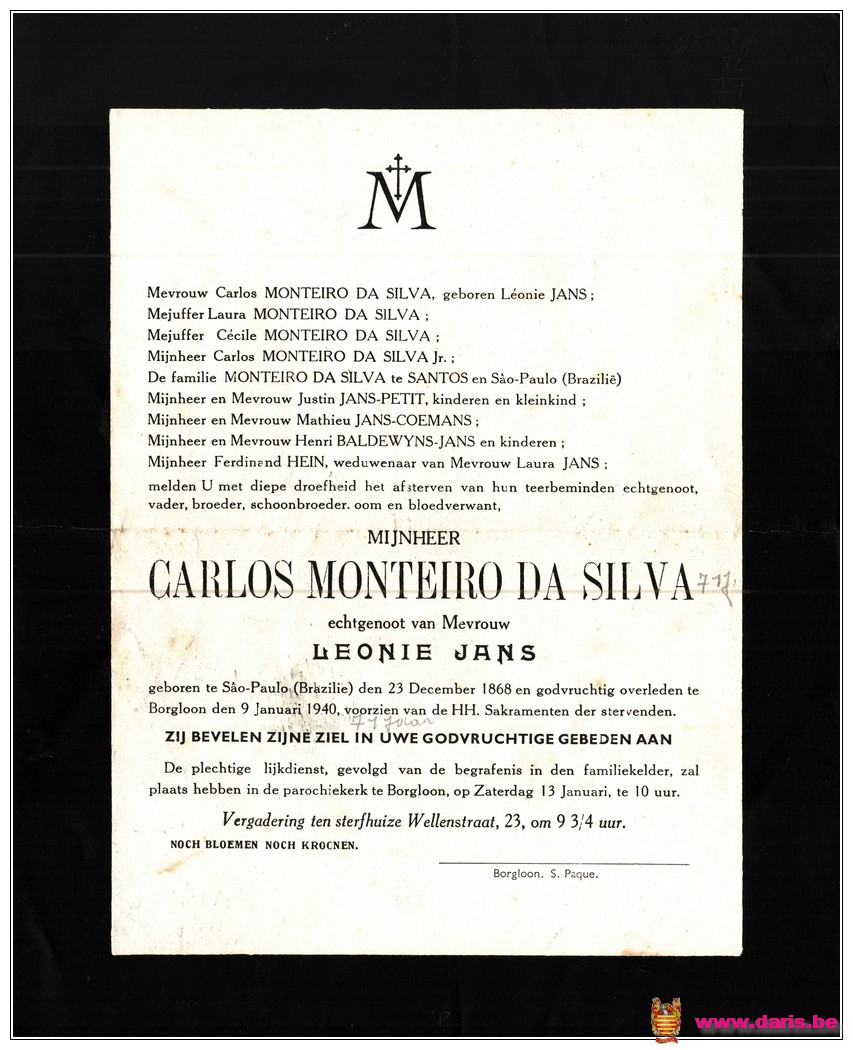 M
Mevrouw Carlos MONTEIRO DA SILVA, geboren Léonie JANS ;
Mejuffer Laura MONTEIRO DA SILVA ;
Mejuffer Cécile MONTEIRO DA SILVA ;
Mijnheer Carlos MONTEIRO DA SILVA Jr. ;
De familie MONTEIRO DA SILVA te SANTOS en Sâo-Paulo (Brazilië)
Mijnheer en Mevrouw Justin JANS-PETIT, kinderen en kleinkind ;
Mijnheer en Mevrouw Mathieu JANS-COEMANS ;
Mijnheer en Mevrouw Henri BALDEWYNS-JANS en kinderen ;
Mijnheer Ferdinand HEIN, weduwenaar van Mevrouw Laura JANS ;
melden U met diepe droefheid het afsterven van hun teerbeminden echtgenoot,
vader, broeder, schoonbroeder. oom en bloedverwant,
MIJNHEER
CARLOS MONTEIRO DA SILVA 71j.
echtgenoot van Mevrouw
LEONIE JANS
geboren te Sâo-Paulo (Brazilie) den 23 December 1868 en godvruchtig overleden te
Borgloon den 9 Januari 1940, voorzien van de HH. Sakramenten der stervenden.
71 jaar
ZIJ BEVELEN ZIJNE ZIEL IN UWE GODVRUCHTIGE GEBEDEN AAN
De plechtige lijkdienst, gevolgd van de begrafenis in den familiekelder, zal
plaats hebben in de parochiekerk te Borgloon, op Zaterdag 13 Januari, te 10 uur.
Vergadering ten sterfhuize Wellenstraat, 23, om 9 3/4 uur.
NOCH BLOEMEN NOCH KROONEN.
Borgloon. S. Paque.
www.daris.be